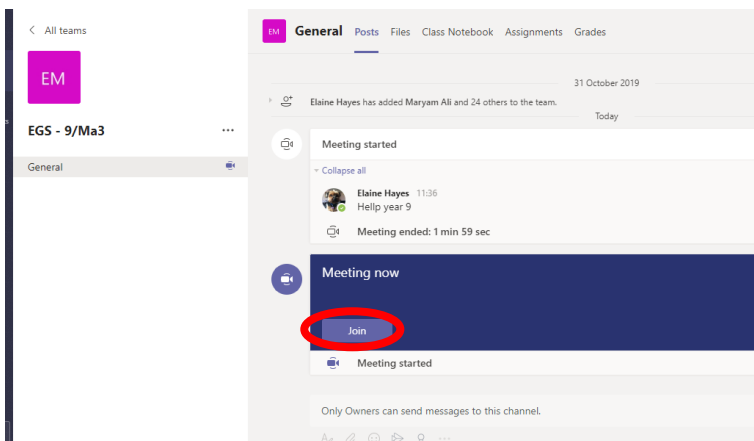 All teams
EM
EGS - 9/Ma3
...
General
EM General Posts Files Class Notebook Assignments Grades
31 October 2019
Elaine Hayes has added Maryam Ali and 24 others to the team.
Today
Meeting started
Collapse all
Elaine Hayes 11:36
Hellp year 9
Meeting ended: 1 min 59 sec
Meeting now
Join
Meeting started
Only Owners can send messages to this channel.